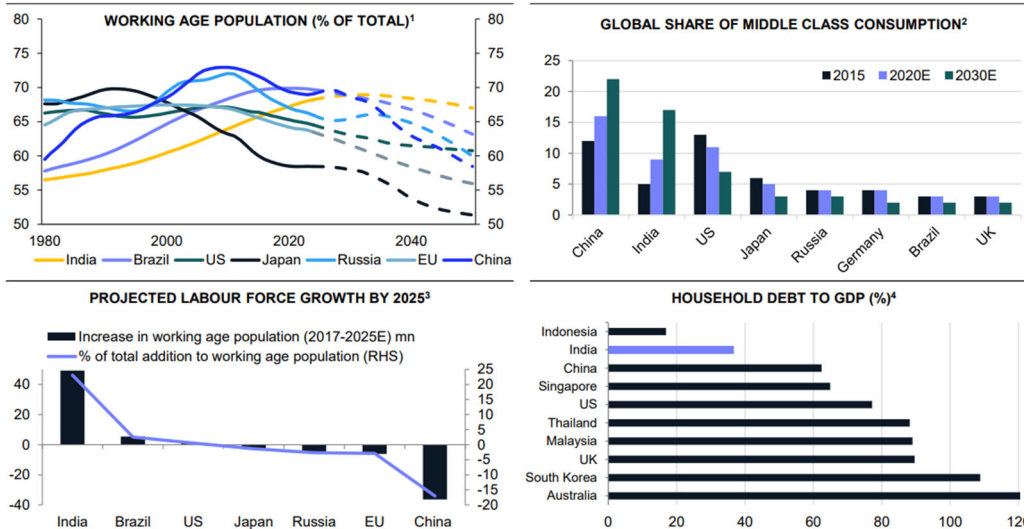 WORKING AGE POPULATION (% OF TOTAL)¹
80 80
75 75
70 70
65 65
60 60
55 55
50 50
1980 2000 2020 2040
India Brazil US Japan Russia EU China
GLOBAL SHARE OF MIDDLE CLASS CONSUMPTION²
25
20
15
10
5
0
2015 2020E 2030E
China India US Japan Russia Germany Brazil UK
PROJECTED LABOUR FORCE GROWTH BY 2025³
Increase in working age population (2017-2025E) mn
% of total addition to working age population (RHS)
40
20
0
-20
-40
25
20
15
10
5
0
-5
-10
-15
-20
India Brazil US Japan Russia EU China
HOUSEHOLD DEBT TO GDP (%)⁴
Indonesia
India
China
Singapore
US
Thailand
Malaysia
UK
South Korea
Australia
0 20 40 60 80 100